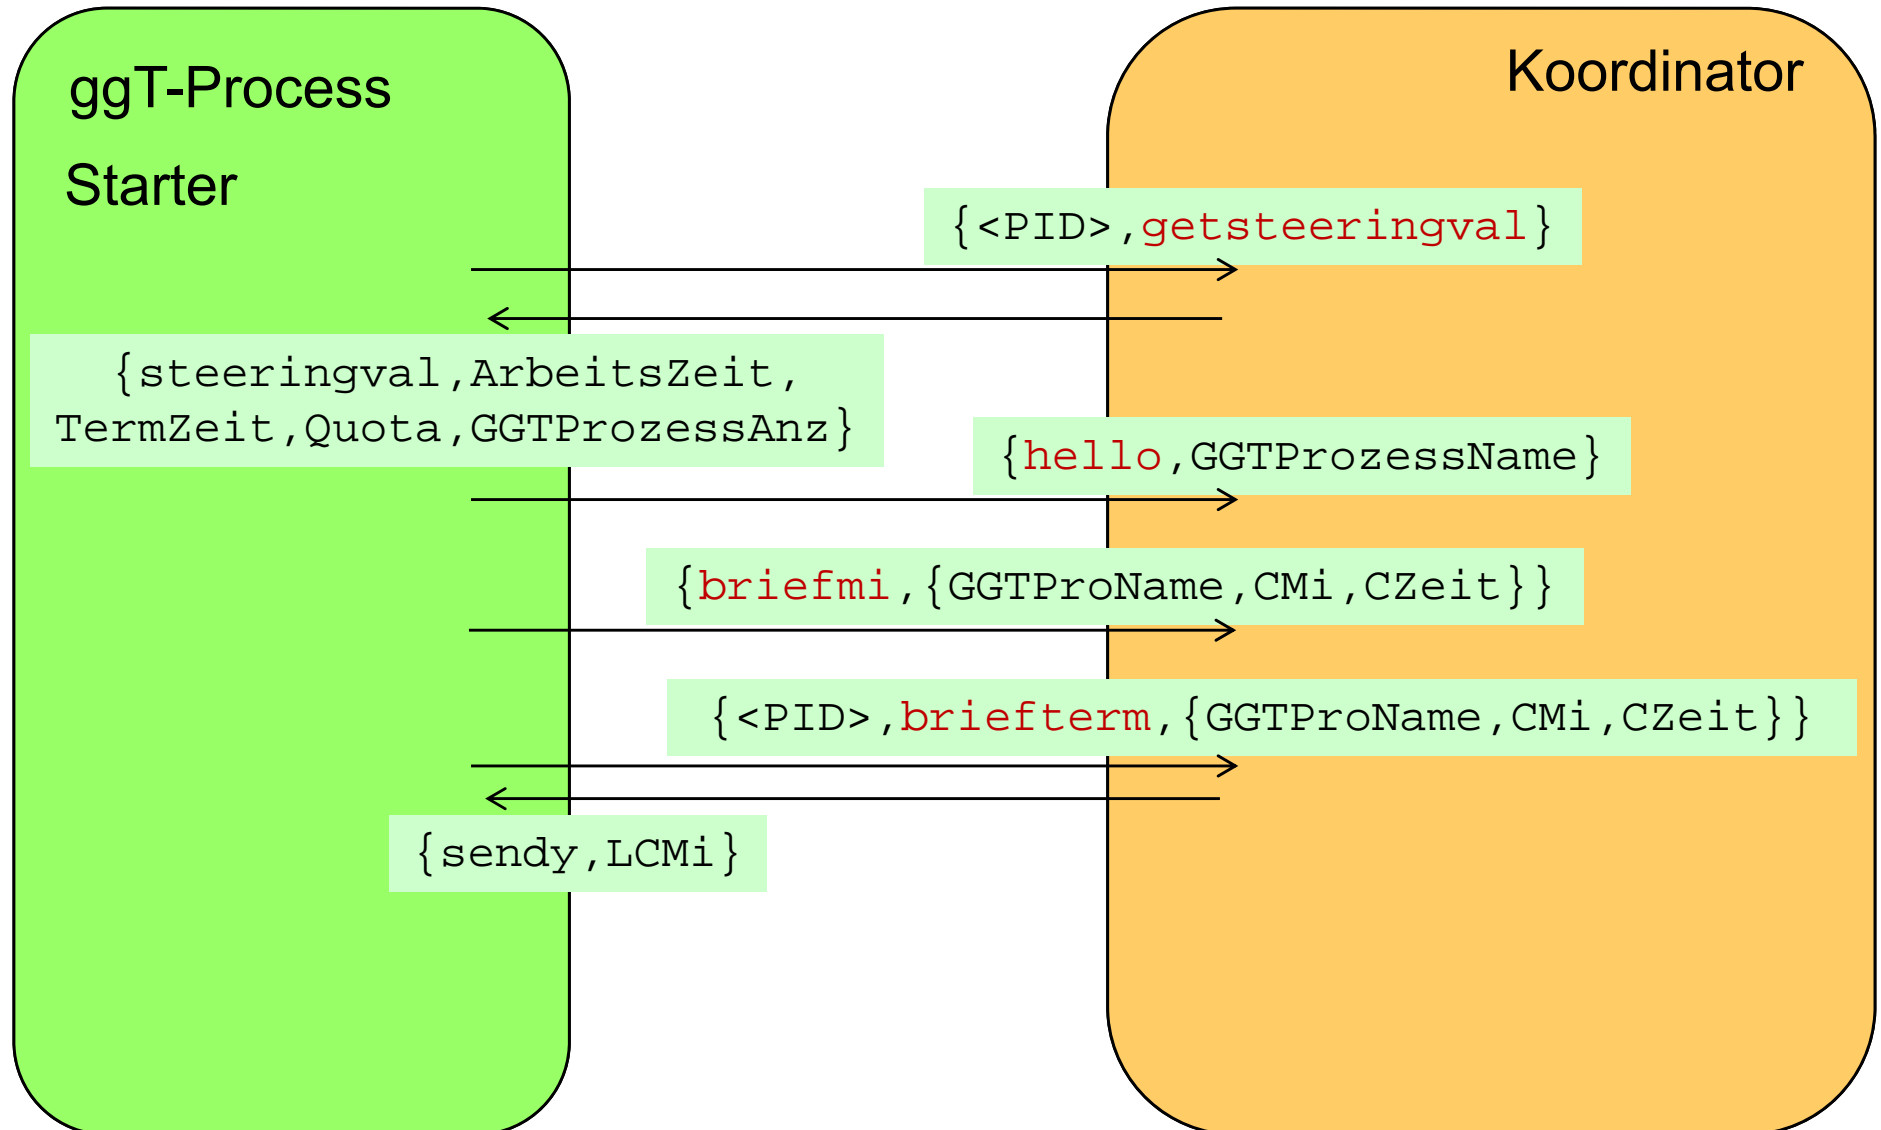 ggT-Process
Starter
Koordinator
{<PID>,getsteeringval}
{steeringval,ArbeitsZeit,
TermZeit,Quota,GGTProzessAnz}
{hello,GGTProzessName}
{briefmi,{GGTProName,CMi,CZeit}}
{<PID>,briefterm,{GGTProName,CMi,CZeit}}
{sendy,LCMi}